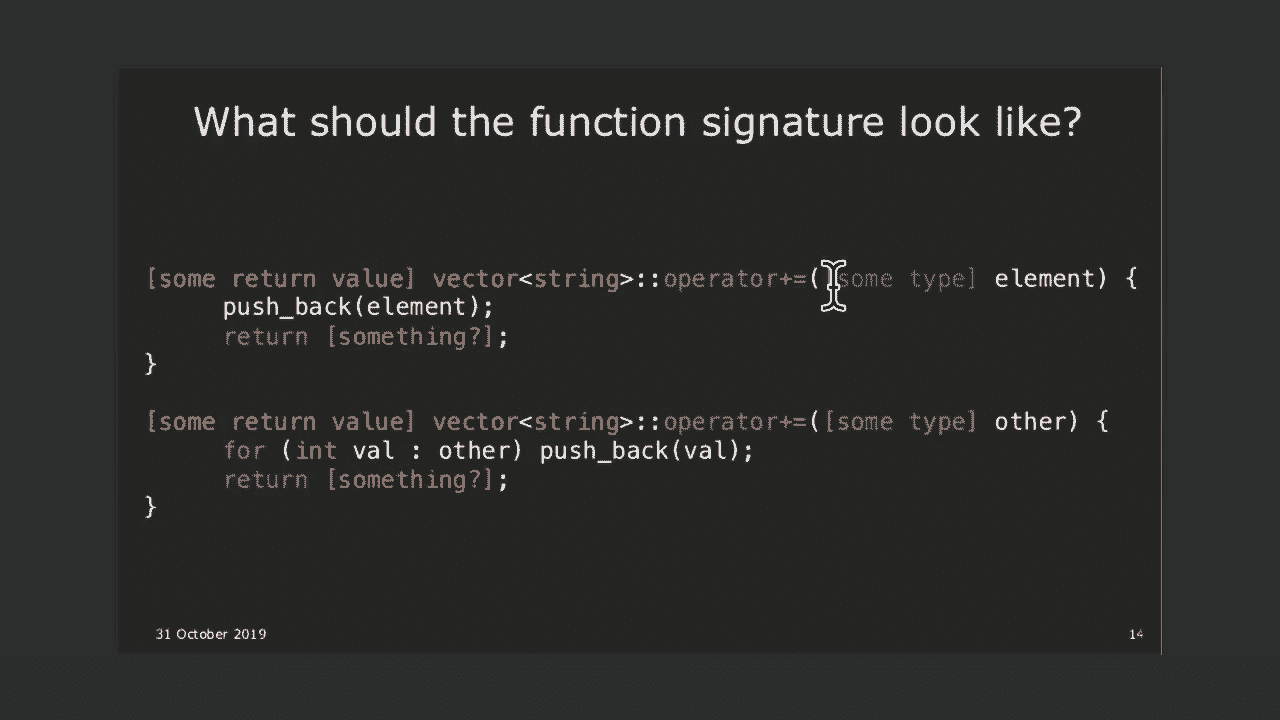 What should the function signature look like?
[some return value] vector<string>::operator+=([some type] element) {
push_back(element);
return [something?];
}
[some return value] vector<string>::operator+=([some type] other) {
for (int val : other) push_back(val);
return [something?];
}
31 October 2019
14